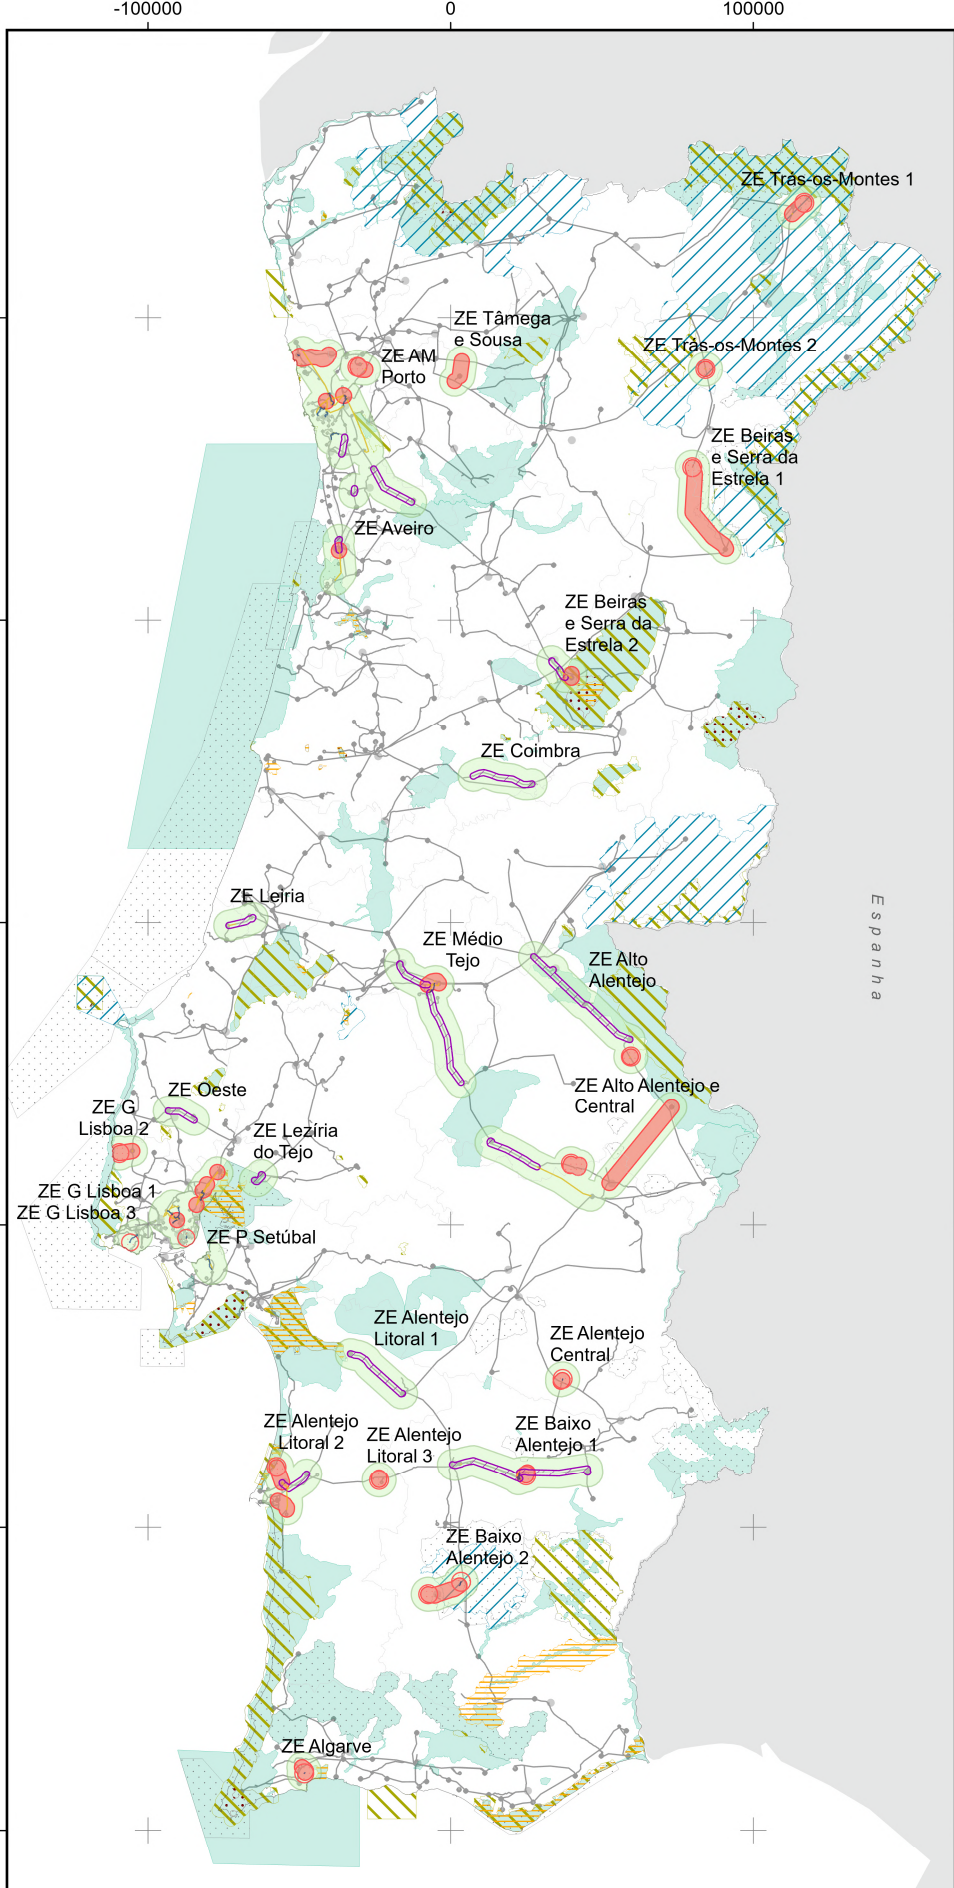 -100000 0 100000
ZE Trás-os-Montes 1
ZE Tâmega
e Sousa
ZE Trás-os-Montes 2
ZE AM
Porto
ZE Beiras
e Serra da
Estrela 1
ZE Aveiro
ZE Beiras
e Serra da
Estrela 2
ZE Coimbra
ZE Leiria
Espanha
ZE Médio
Tejo
ZE Alto
Alentejo
ZE Oeste
ZE Alto Alentejo e
Central
ZE G
Lisboa 2
ZE Lezíria
do Tejo
ZE G Lisboa 1
ZE G Lisboa 3
ZE P Setúbal
ZE Alentejo
Litoral 1
ZE Alentejo
Central
ZE Alentejo
Litoral 2
ZE Alentejo
Litoral 3
ZE Baixo
Alentejo 1
ZE Baixo
Alentejo 2
ZE Algarve